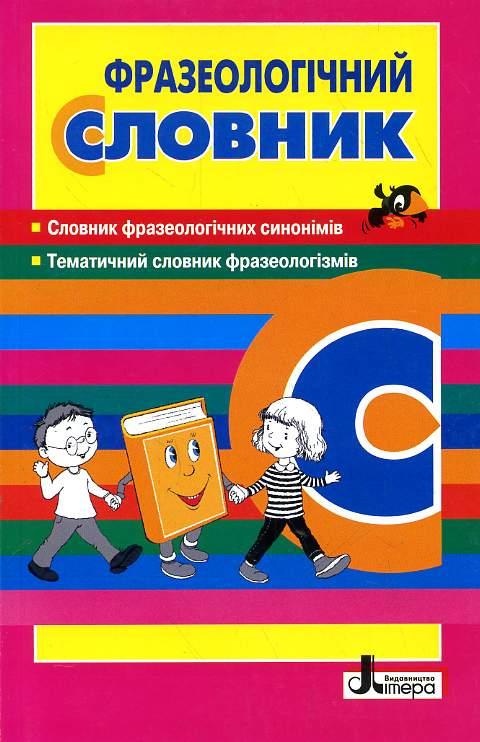 ФРАЗЕОЛОГІЧНИЙ
СЛОВНИК
Словник фразеологічних синонімів
Тематичний словник фразеологізмів
Видавництво
Літера